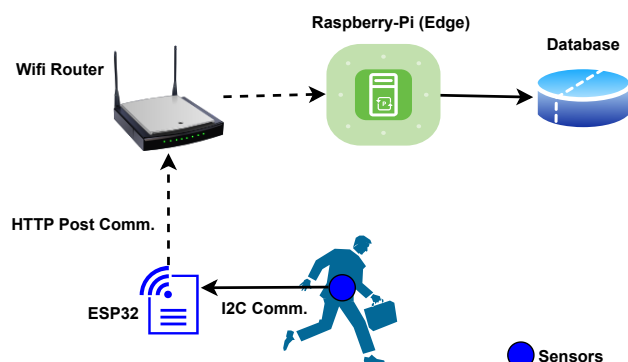 Raspberry-Pi (Edge)
Database
Wifi Router
HTTP Post Comm.
I2C Comm.
ESP32
Sensors